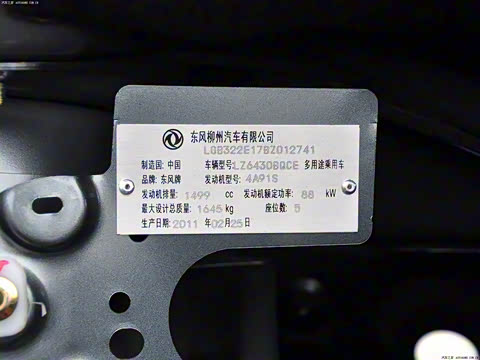 东风柳州汽车有限公司
LGB322E17BZ012741
制造国: 中国 车辆型号:LZ6430BQCE 多用途乘用车
品牌: 东风牌 发动机型号: 4A91S
发动机排量: 1499 cc 发动机额定功率: 88 kW
最大设计总质量: 1645 kg 座位数: 5
生产日期:2011 年02月25日